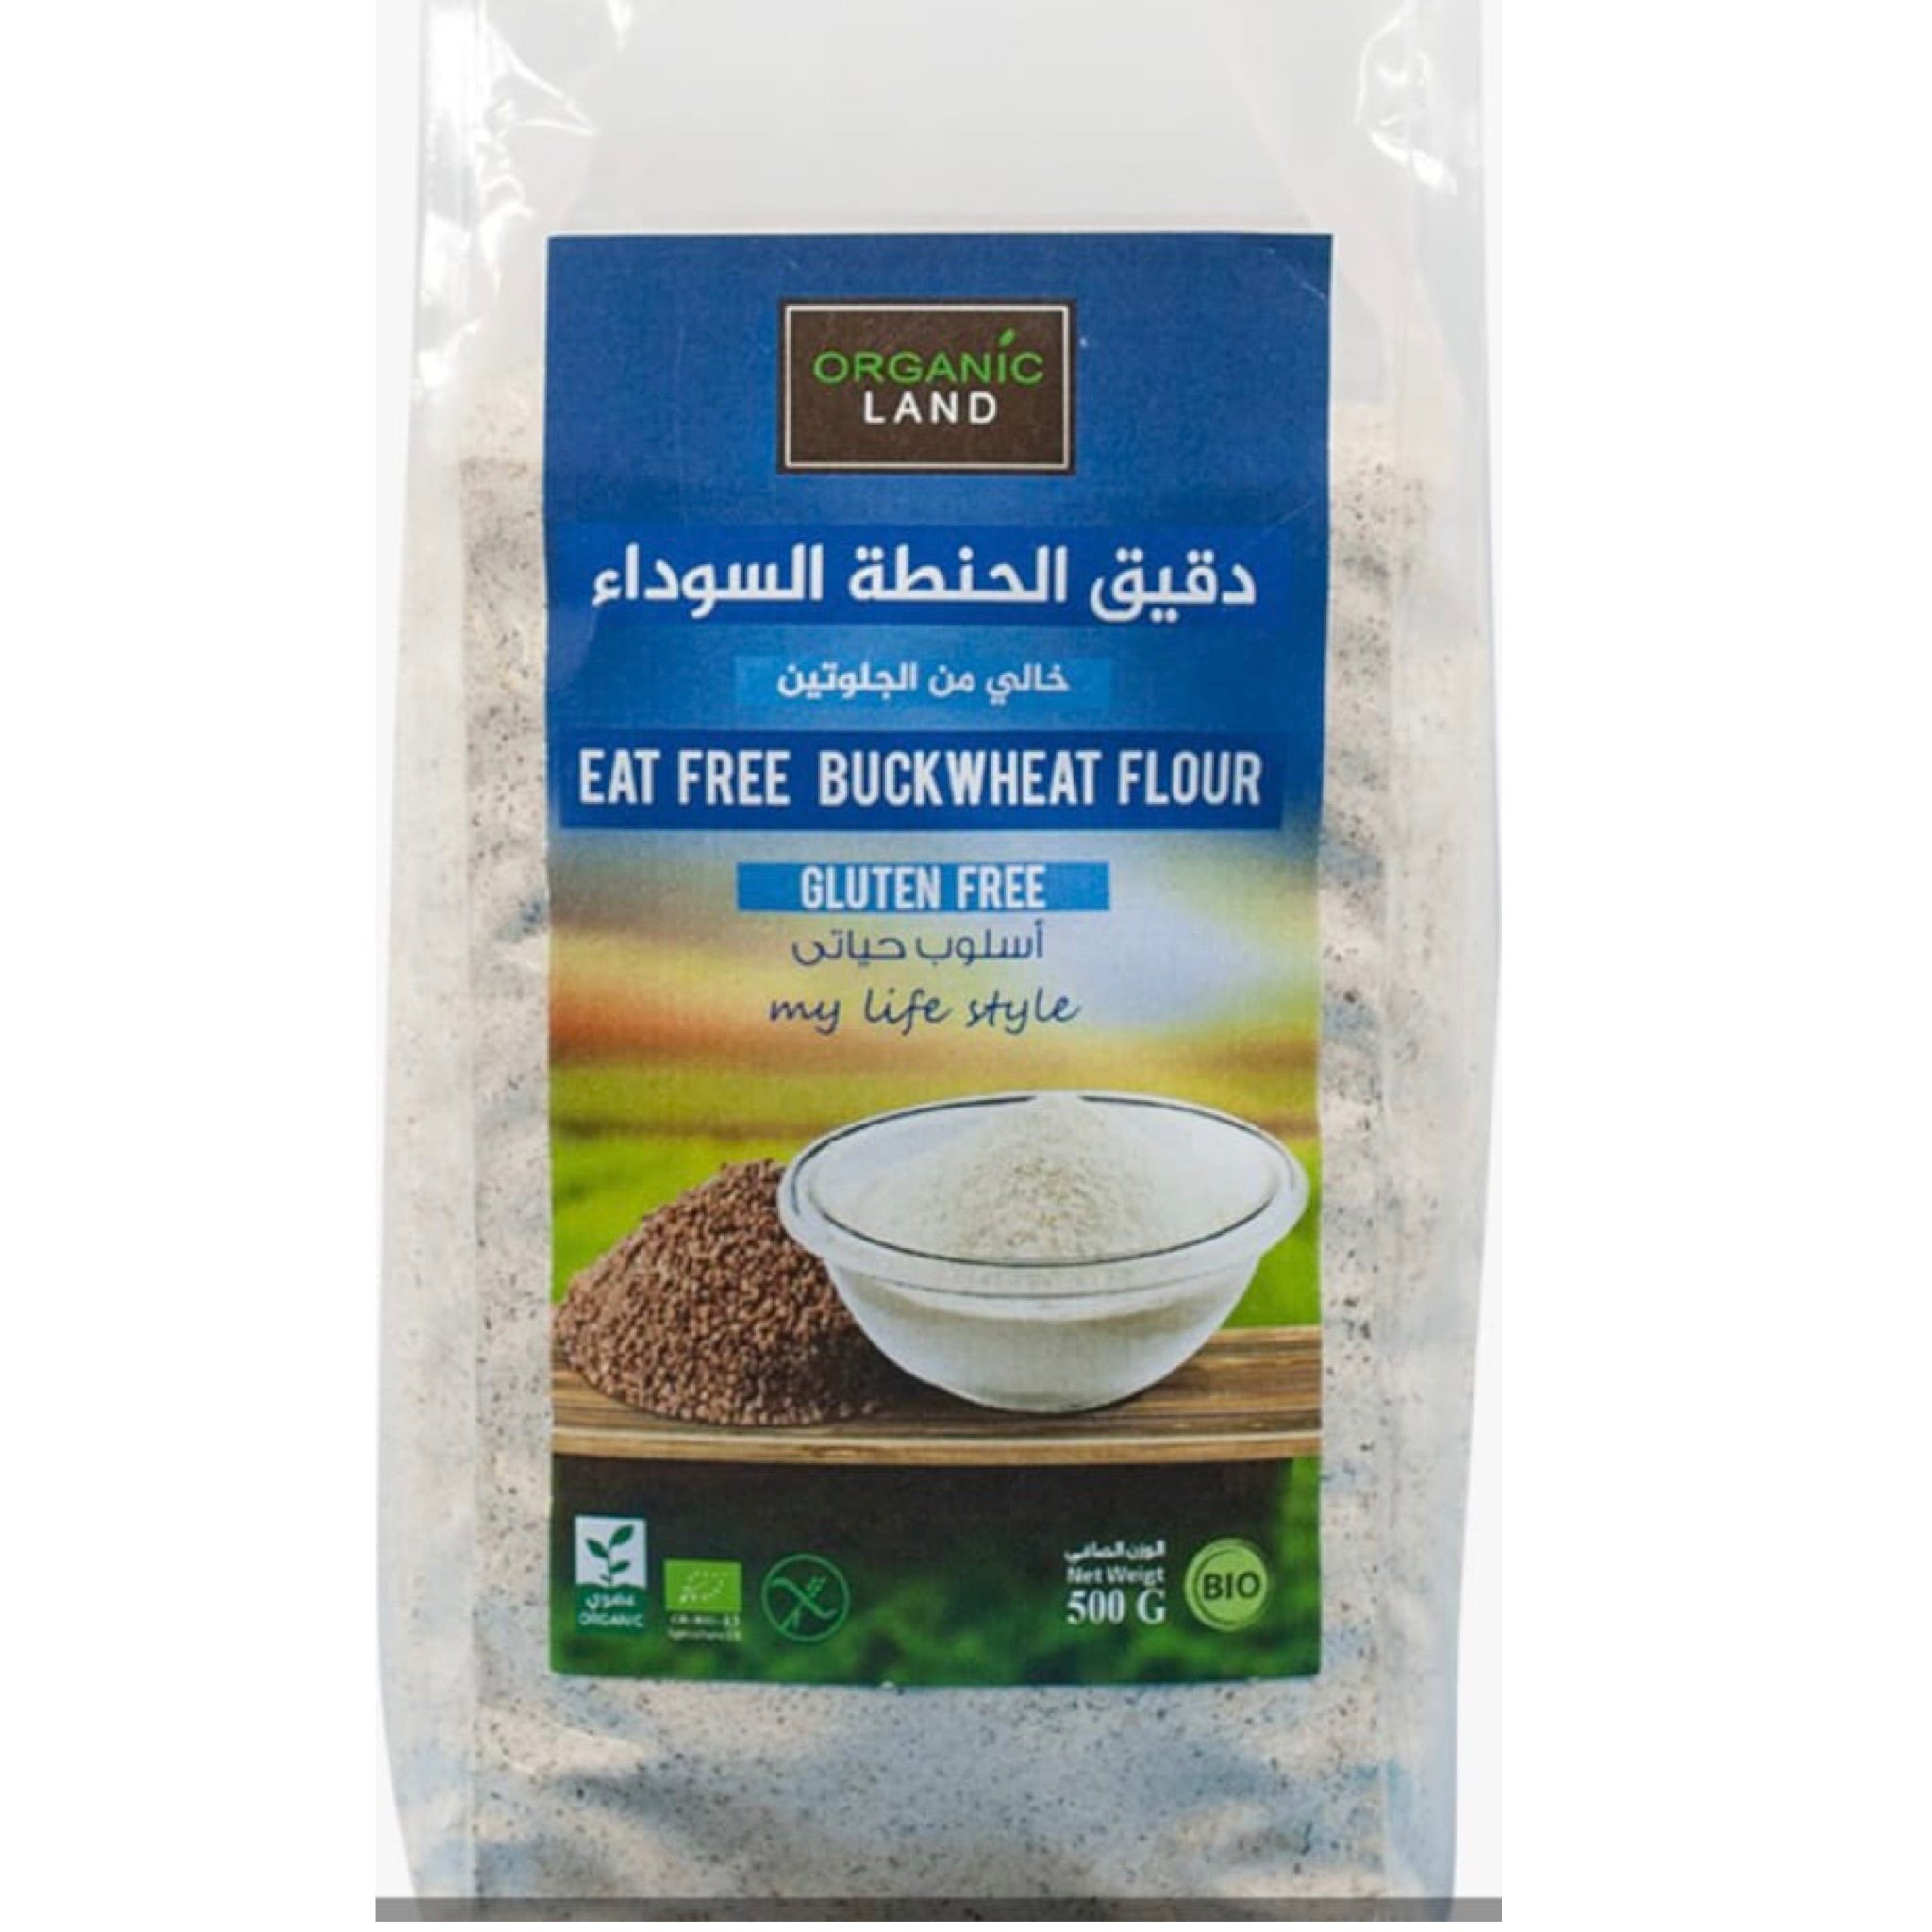 ORGANIC
LAND
دقيق الحنطة السوداء
خالي من الجلوتين
EAT FREE BUCKWHEAT FLOUR
GLUTEN FREE
أسلوب حياتى
my life style
عضوي
ORGANIC
الوزن الصافي
Net Weigt
500 G
BIO